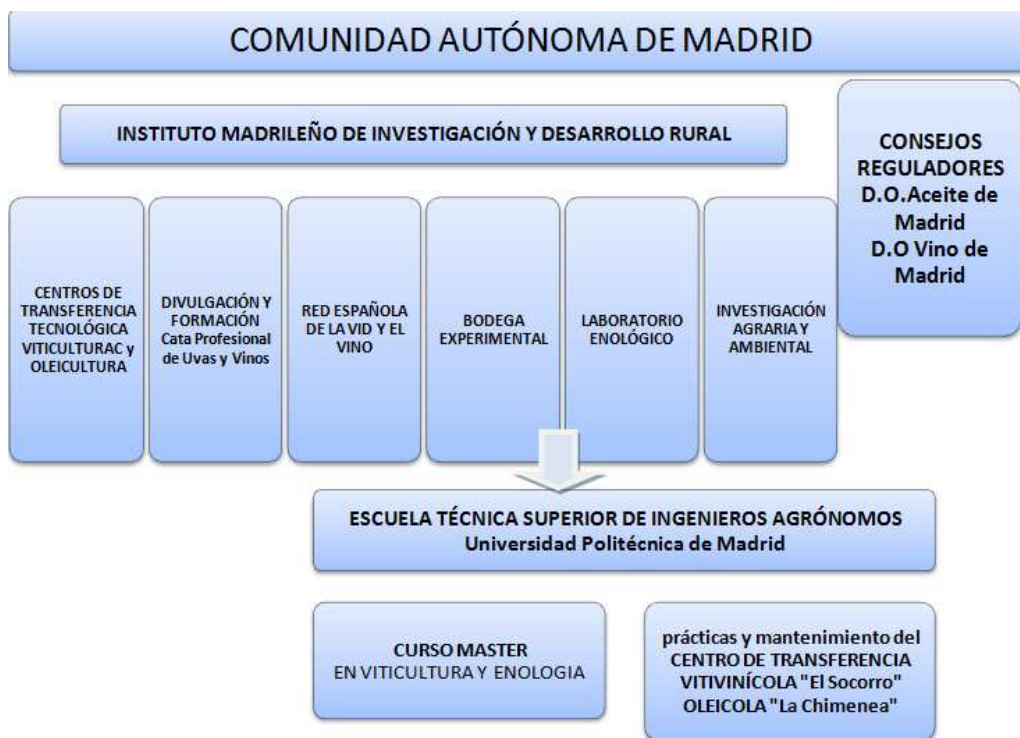 COMUNIDAD AUTÓNOMA DE MADRID
INSTITUTO MADRILEÑO DE INVESTIGACIÓN Y DESARROLLO RURAL
CONSEJOS
REGULADORES
D.O.Aceite de
Madrid
D.O Vino de
Madrid
CENTROS DE
TRANSFERENCIA
TECNOLÓGICA
VITICULTURAC y
OLEICULTURA
DIVULGACIÓN Y
FORMACIÓN
Cata Profesional
de Uvas y Vinos
RED ESPAÑOLA
DE LA VID Y EL
VINO
BODEGA
EXPERIMENTAL
LABORATORIO
ENOLÓGICO
INVESTIGACIÓN
AGRARIA Y
AMBIENTAL
ESCUELA TÉCNICA SUPERIOR DE INGENIEROS AGRÓNOMOS
Universidad Politécnica de Madrid
CURSO MASTER
EN VITICULTURA Y ENOLOGIA
prácticas y mantenimiento del
CENTRO DE TRANSFERENCIA
VITIVINÍCOLA "El Socorro"
OLEICOLA "La Chimenea"